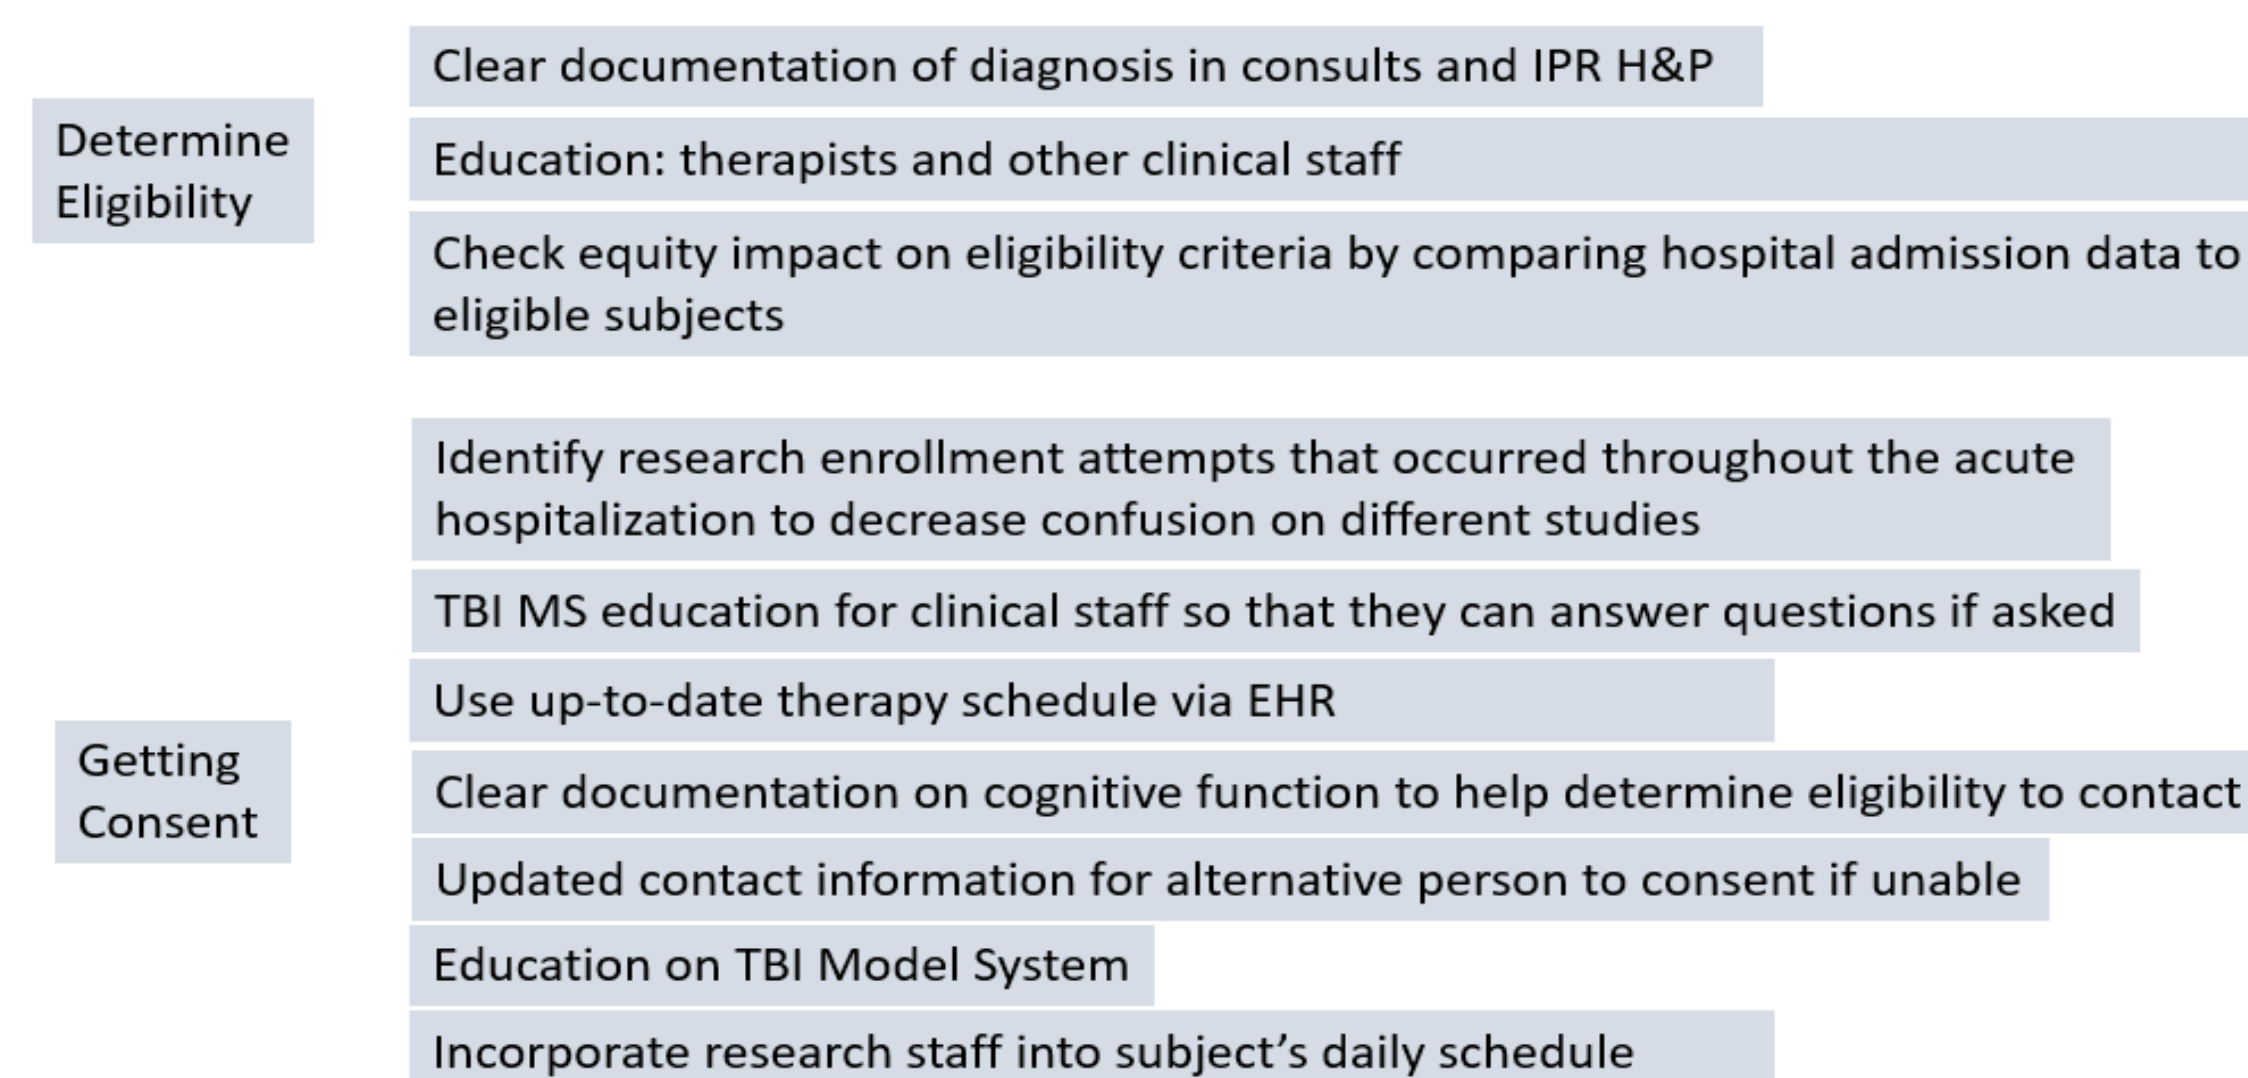 Determine
Eligibility
Clear documentation of diagnosis in consults and IPR H&P
Education: therapists and other clinical staff
Check equity impact on eligibility criteria by comparing hospital admission data to
eligible subjects
Getting
Consent
Identify research enrollment attempts that occurred throughout the acute
hospitalization to decrease confusion on different studies
TBI MS education for clinical staff so that they can answer questions if asked
Use up-to-date therapy schedule via EHR
Clear documentation on cognitive function to help determine eligibility to contact
Updated contact information for alternative person to consent if unable
Education on TBI Model System
Incorporate research staff into subject’s daily schedule